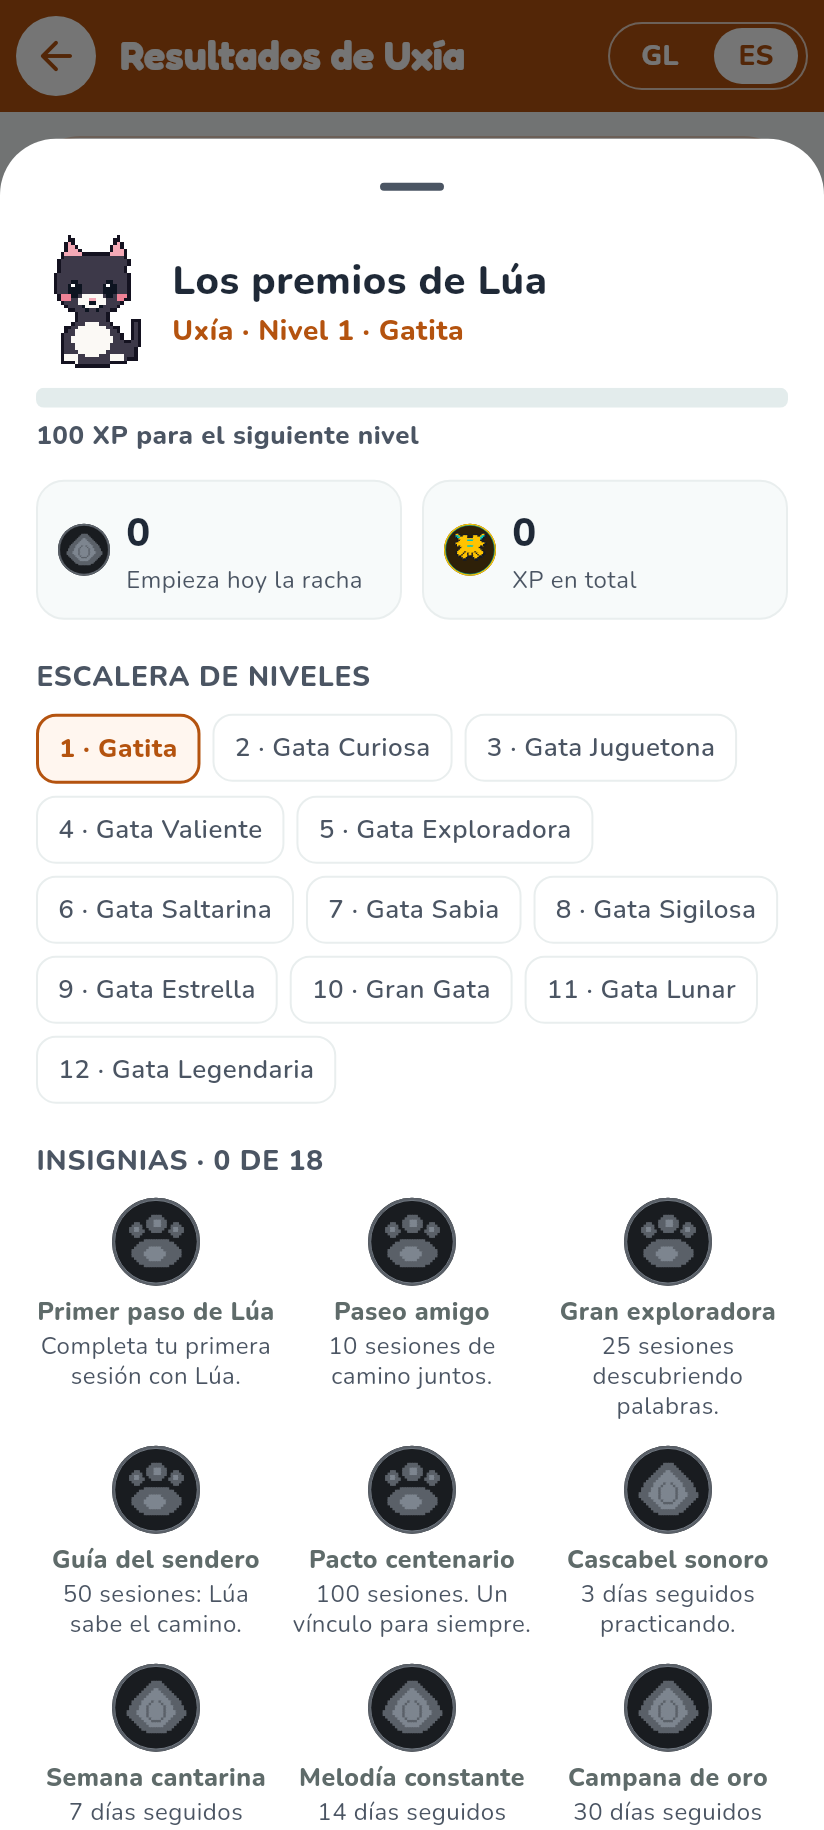 Resultados de Uxía
GL
ES
Los premios de Lúa
Uxía · Nivel 1 · Gatita
100 XP para el siguiente nivel
0
Empieza hoy la racha
0
XP en total
ESCALERA DE NIVELES
1 · Gatita
2 · Gata Curiosa
3 · Gata Juguetona
4 · Gata Valiente
5 · Gata Exploradora
6 · Gata Saltarina
7 · Gata Sabia
8 · Gata Sigilosa
9 · Gata Estrella
10 · Gran Gata
11 · Gata Lunar
12 · Gata Legendaria
INSIGNIAS · 0 DE 18
Primer paso de Lúa
Completa tu primera
sesión con Lúa.
Paseo amigo
10 sesiones de
camino juntos.
Gran exploradora
25 sesiones
descubriendo
palabras.
Guía del sendero
50 sesiones: Lúa
sabe el camino.
Pacto centenario
100 sesiones. Un
vínculo para siempre.
Cascabel sonoro
3 días seguidos
practicando.
Semana cantarina
7 días seguidos
Melodía constante
14 días seguidos
Campana de oro
30 días seguidos